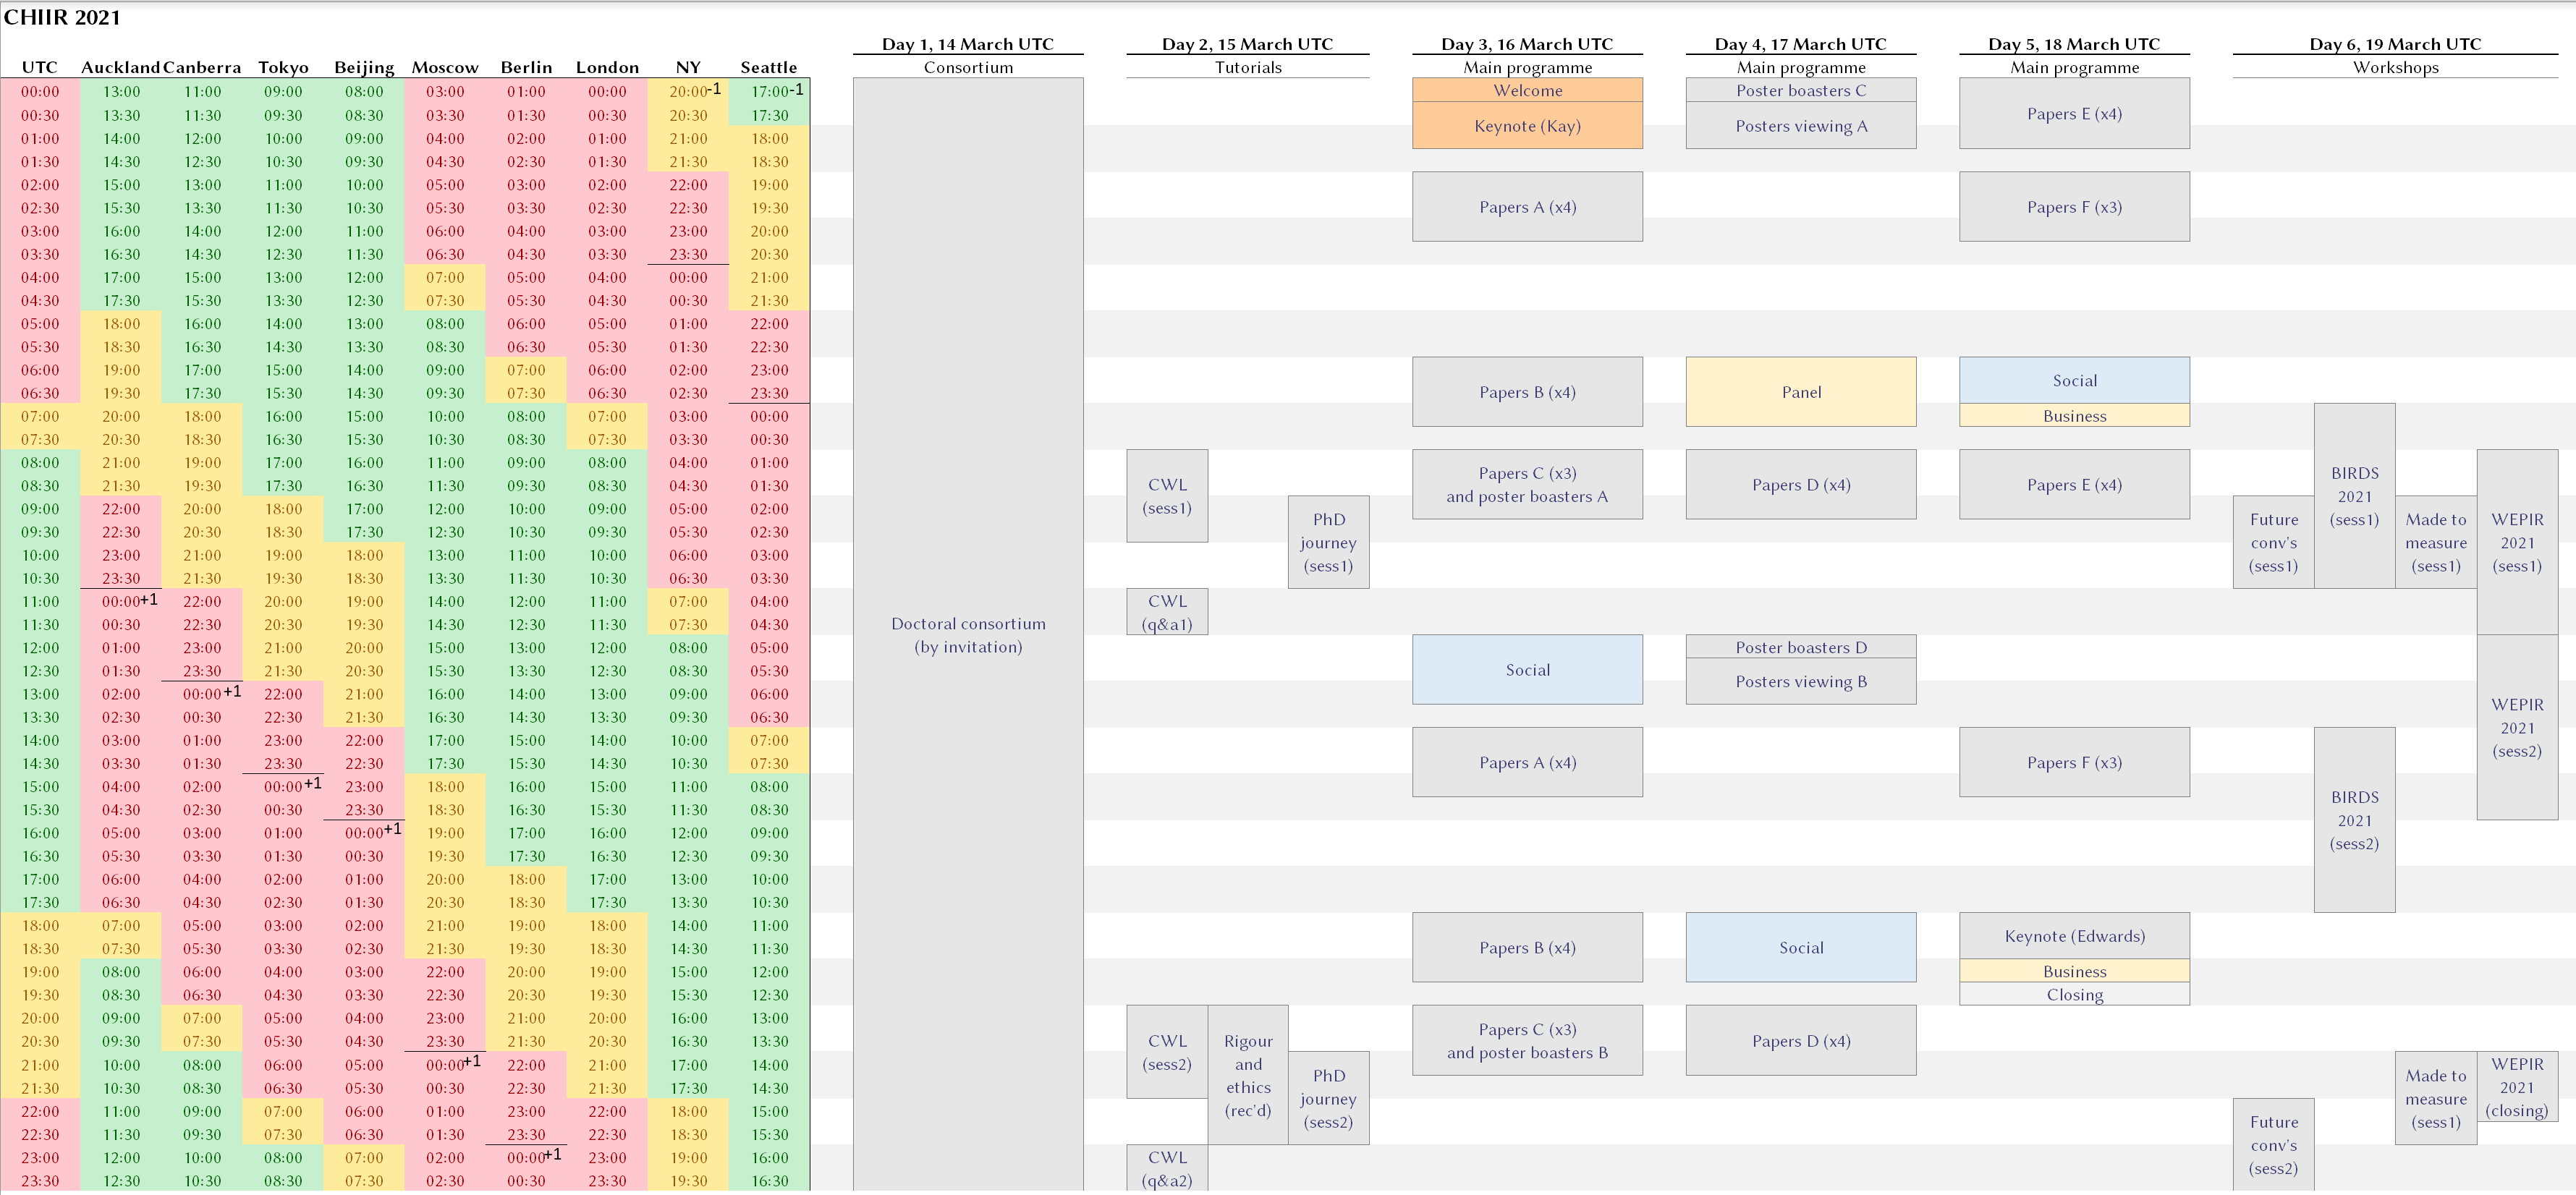 CHIIR 2021
Day 1, 14 March UTC Day 2, 15 March UTC Day 3, 16 March UTC Day 4, 17 March UTC Day 5, 18 March UTC Day 6, 19 March UTC
UTC Auckland Canberra Tokyo Beijing Moscow Berlin London NY Seattle Consortium Tutorials Main programme Main programme Main programme Workshops
00:00 13:00 11:00 09:00 08:00 03:00 01:00 00:00 20:00-1 17:00-1 Welcome Poster boasters C
00:30 13:30 11:30 09:30 08:30 03:30 01:30 00:30 20:30 17:30 Papers E (x4)
01:00 14:00 12:00 10:00 09:00 04:00 02:00 01:00 21:00 18:00 Keynote (Kay) Posters viewing A
01:30 14:30 12:30 10:30 09:30 04:30 02:30 01:30 21:30 18:30
02:00 15:00 13:00 11:00 10:00 05:00 03:00 02:00 22:00 19:00
02:30 15:30 13:30 11:30 10:30 05:30 03:30 02:30 22:30 19:30 Papers A (x4) Papers F (x3)
03:00 16:00 14:00 12:00 11:00 06:00 04:00 03:00 23:00 20:00
03:30 16:30 14:30 12:30 11:30 06:30 04:30 03:30 23:30 20:30
04:00 17:00 15:00 13:00 12:00 07:00 05:00 04:00 00:00 21:00
04:30 17:30 15:30 13:30 12:30 07:30 05:30 04:30 00:30 21:30
05:00 18:00 16:00 14:00 13:00 08:00 06:00 05:00 01:00 22:00
05:30 18:30 16:30 14:30 13:30 08:30 06:30 05:30 01:30 22:30
06:00 19:00 17:00 15:00 14:00 09:00 07:00 06:00 02:00 23:00 Social
06:30 19:30 17:30 15:30 14:30 09:30 07:30 06:30 02:30 23:30 Papers B (x4) Panel
07:00 20:00 18:00 16:00 15:00 10:00 08:00 07:00 03:00 00:00 Business
07:30 20:30 18:30 16:30 15:30 10:30 08:30 07:30 03:30 00:30
08:00 21:00 19:00 17:00 16:00 11:00 09:00 08:00 04:00 01:00 Papers C (x3) BIRDS
08:30 21:30 19:30 17:30 16:30 11:30 09:30 08:30 04:30 01:30 CWL and poster boasters A Papers D (x4) Papers E (x4) 2021
09:00 22:00 20:00 18:00 17:00 12:00 10:00 09:00 05:00 02:00 (sess1) PhD Future (sess1) Made to WEPIR
09:30 22:30 20:30 18:30 17:30 12:30 10:30 09:30 05:30 02:30 journey conv's measure 2021
10:00 23:00 21:00 19:00 18:00 13:00 11:00 10:00 06:00 03:00 (sess1) (sess1) (sess1) (sess1)
10:30 23:30 21:30 19:30 18:30 13:30 11:30 10:30 06:30 03:30
11:00 00:00+1 22:00 20:00 19:00 14:00 12:00 11:00 07:00 04:00 CWL
11:30 00:30 22:30 20:30 19:30 14:30 12:30 11:30 07:30 04:30 Doctoral consortium (q&a1)
12:00 01:00 23:00 21:00 20:00 15:00 13:00 12:00 08:00 05:00 (by invitation) Poster boasters D
12:30 01:30 23:30 21:30 20:30 15:30 13:30 12:30 08:30 05:30 Social
13:00 02:00 00:00+1 22:00 21:00 16:00 14:00 13:00 09:00 06:00 Posters viewing B WEPIR
13:30 02:30 00:30 22:30 21:30 16:30 14:30 13:30 09:30 06:30 2021
14:00 03:00 01:00 23:00 22:00 17:00 15:00 14:00 10:00 07:00 (sess2)
14:30 03:30 01:30 23:30 22:30 17:30 15:30 14:30 10:30 07:30 Papers A (x4) Papers F (x3)
15:00 04:00 02:00 00:00+1 23:00 18:00 16:00 15:00 11:00 08:00 BIRDS
15:30 04:30 02:30 00:30 23:30 18:30 16:30 15:30 11:30 08:30 2021
16:00 05:00 03:00 01:00 00:00+1 19:00 17:00 16:00 12:00 09:00 (sess2)
16:30 05:30 03:30 01:30 00:30 19:30 17:30 16:30 12:30 09:30
17:00 06:00 04:00 02:00 01:00 20:00 18:00 17:00 13:00 10:00
17:30 06:30 04:30 02:30 01:30 20:30 18:30 17:30 13:30 10:30
18:00 07:00 05:00 03:00 02:00 21:00 19:00 18:00 14:00 11:00 Keynote (Edwards)
18:30 07:30 05:30 03:30 02:30 21:30 19:30 18:30 14:30 11:30 Papers B (x4) Social
19:00 08:00 06:00 04:00 03:00 22:00 20:00 19:00 15:00 12:00 Business
19:30 08:30 06:30 04:30 03:30 22:30 20:30 19:30 15:30 12:30 Closing
20:00 09:00 07:00 05:00 04:00 23:00 21:00 20:00 16:00 13:00 Papers C (x3)
20:30 09:30 07:30 05:30 04:30 23:30 21:30 20:30 16:30 13:30 CWL Rigour and poster boasters B Papers D (x4)
21:00 10:00 08:00 06:00 05:00 00:00+1 22:00 21:00 17:00 14:00 (sess2) and Made to WEPIR
21:30 10:30 08:30 06:30 05:30 00:30 22:30 21:30 17:30 14:30 ethics PhD measure 2021
22:00 11:00 09:00 07:00 06:00 01:00 23:00 22:00 18:00 15:00 (rec'd) journey Future (sess1) (closing)
22:30 11:30 09:30 07:30 06:30 01:30 23:30 22:30 18:30 15:30 (sess2) conv's
23:00 12:00 10:00 08:00 07:00 02:00 00:00+1 23:00 19:00 16:00 CWL (sess2)
23:30 12:30 10:30 08:30 07:30 02:30 00:30 23:30 19:30 16:30 (q&a2)